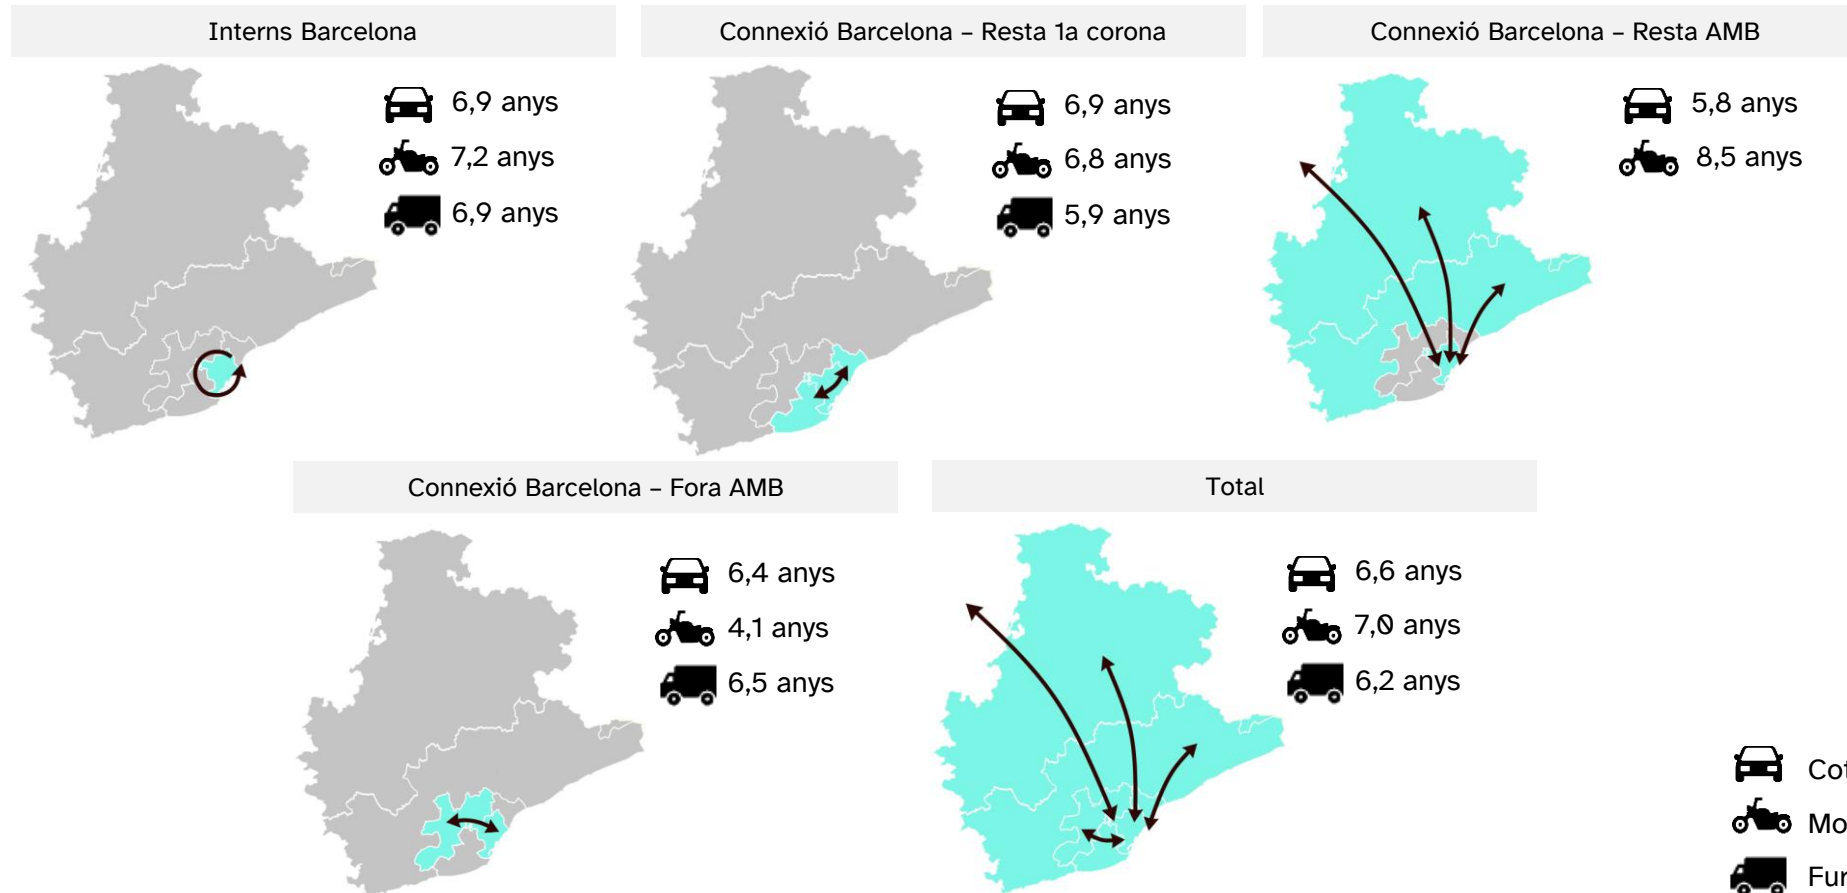 Interns Barcelona
6,9 anys
7,2 anys
6,9 anys
Connexió Barcelona – Resta 1a corona
6,9 anys
6,8 anys
5,9 anys
Connexió Barcelona – Resta AMB
5,8 anys
8,5 anys
Connexió Barcelona – Fora AMB
6,4 anys
4,1 anys
6,5 anys
Total
6,6 anys
7,0 anys
6,2 anys